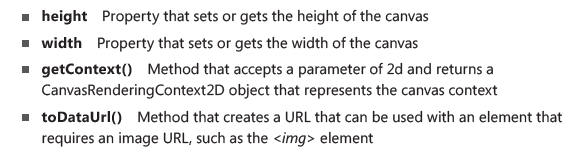 ■ height Property that sets or gets the height of the canvas
■ width Property that sets or gets the width of the canvas
■ getContext() Method that accepts a parameter of 2d and returns a
CanvasRenderingContext2D object that represents the canvas context
■ toDataUrl() Method that creates a URL that can be used with an element that
requires an image URL, such as the <img> element